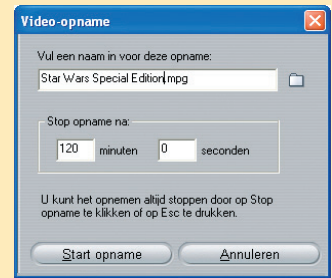 Video-opname
Vul een naam in voor deze opname:
Star Wars Special Edition.mpg
Stop opname na:
120 minuten 0 seconden
U kunt het opnemen altijd stoppen door op Stop
opname te klikken of op Esc te drukken.
Start opname Annuleren